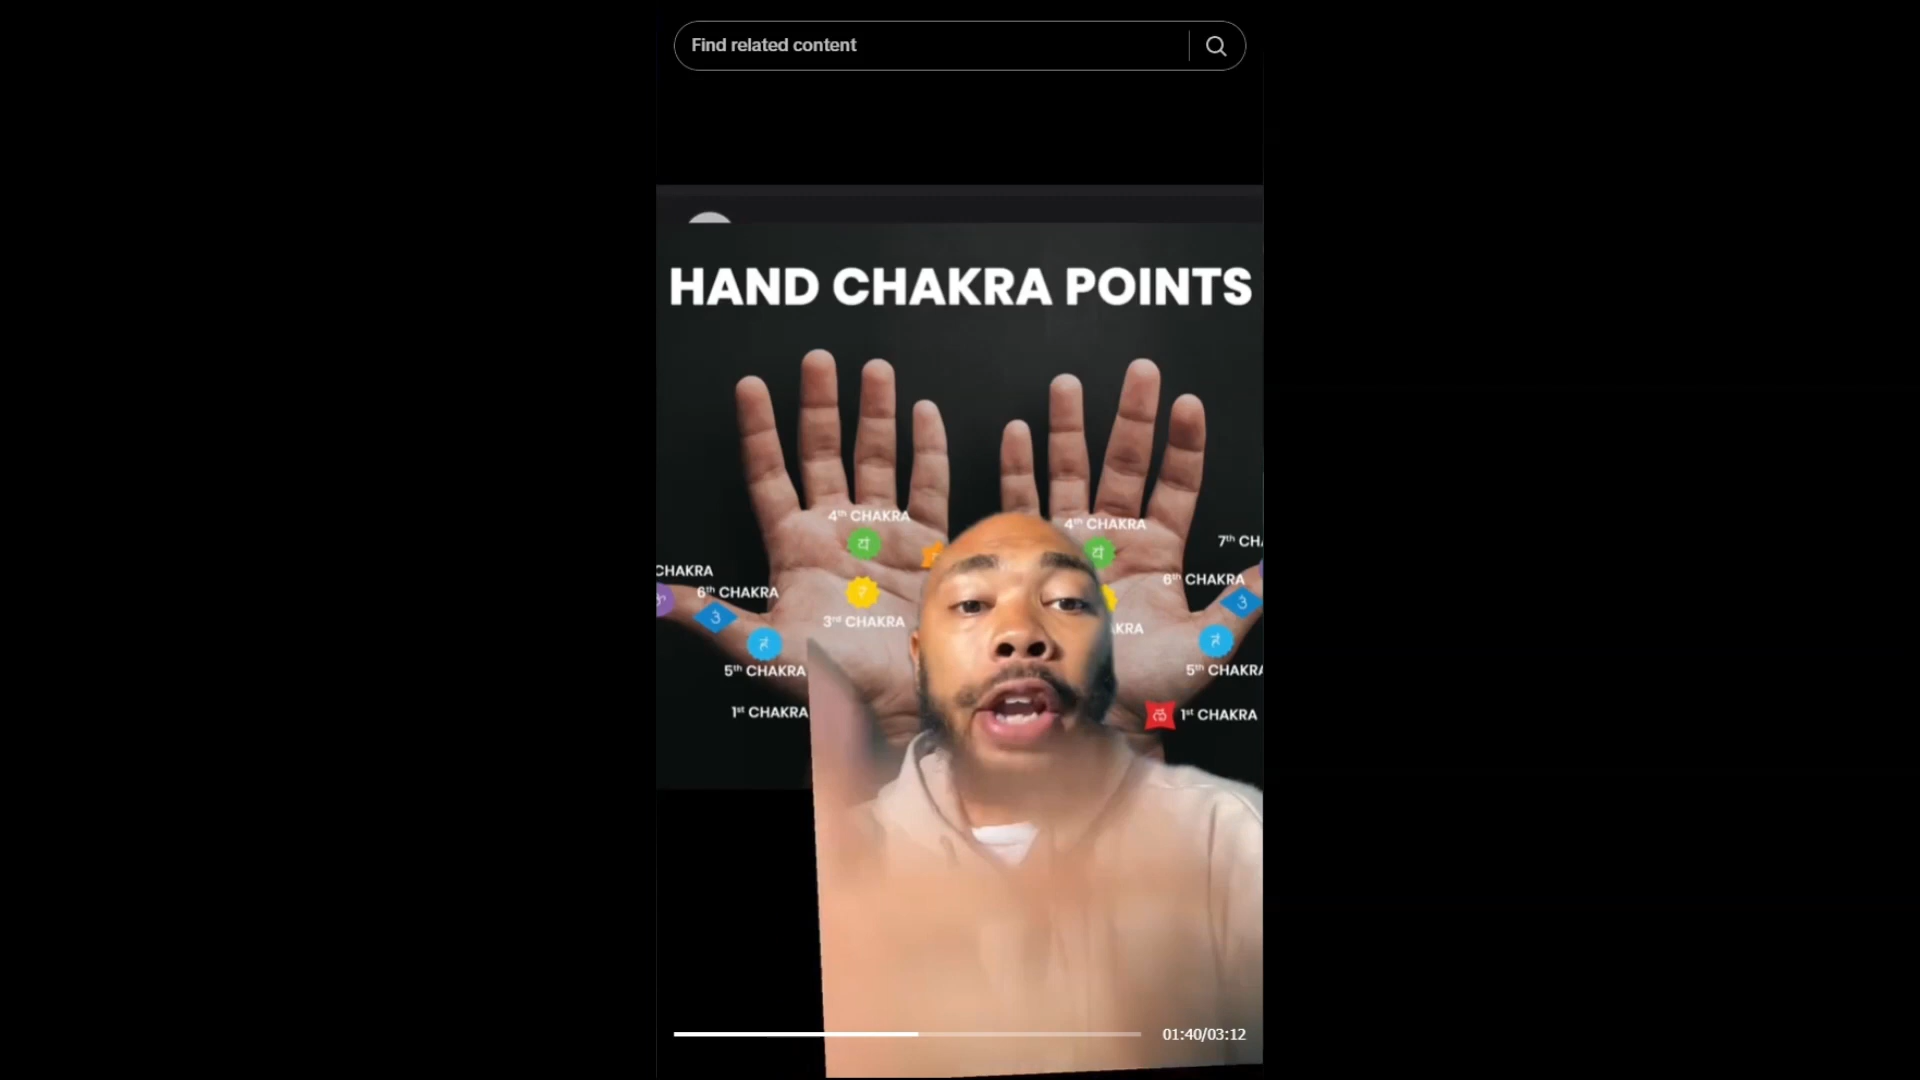 Find related content
HAND CHAKRA POINTS
4th CHAKRA
यं
4th CHAKRA
यं
7th CHA
CHAKRA
6th CHAKRA
6th CHAKRA
रं
3rd CHAKRA
KRA
5th CHAKRA
5th CHAKRA
1st CHAKRA
1st CHAKRA
01:40/03:12